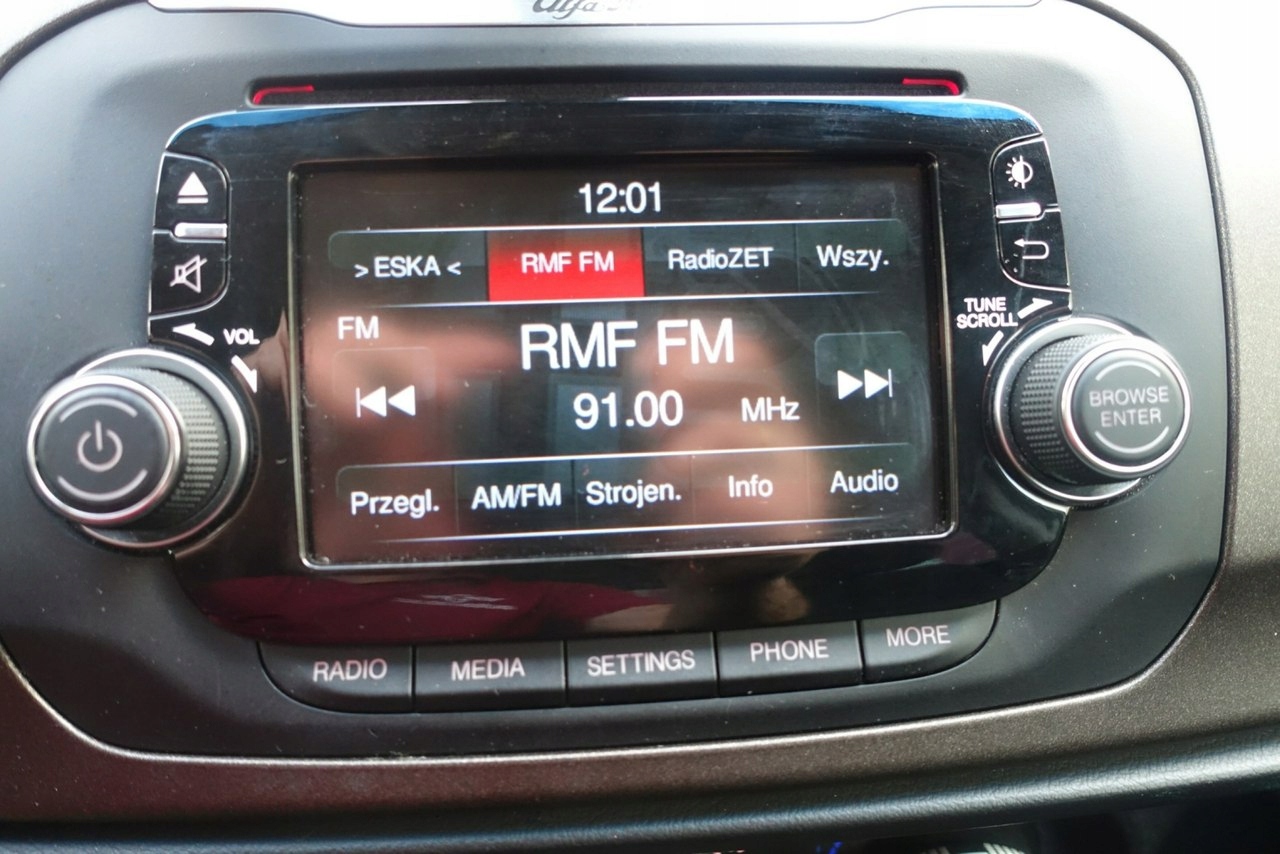 Alfa
12:01
> ESKA < RMF FM RadioZET Wszy.
VOL
TUNE
SCROLL
FM
RMF FM
91.00 MHz
BROWSE
ENTER
Przegl. AM/FM Strojen. Info Audio
RADIO MEDIA SETTINGS PHONE MORE